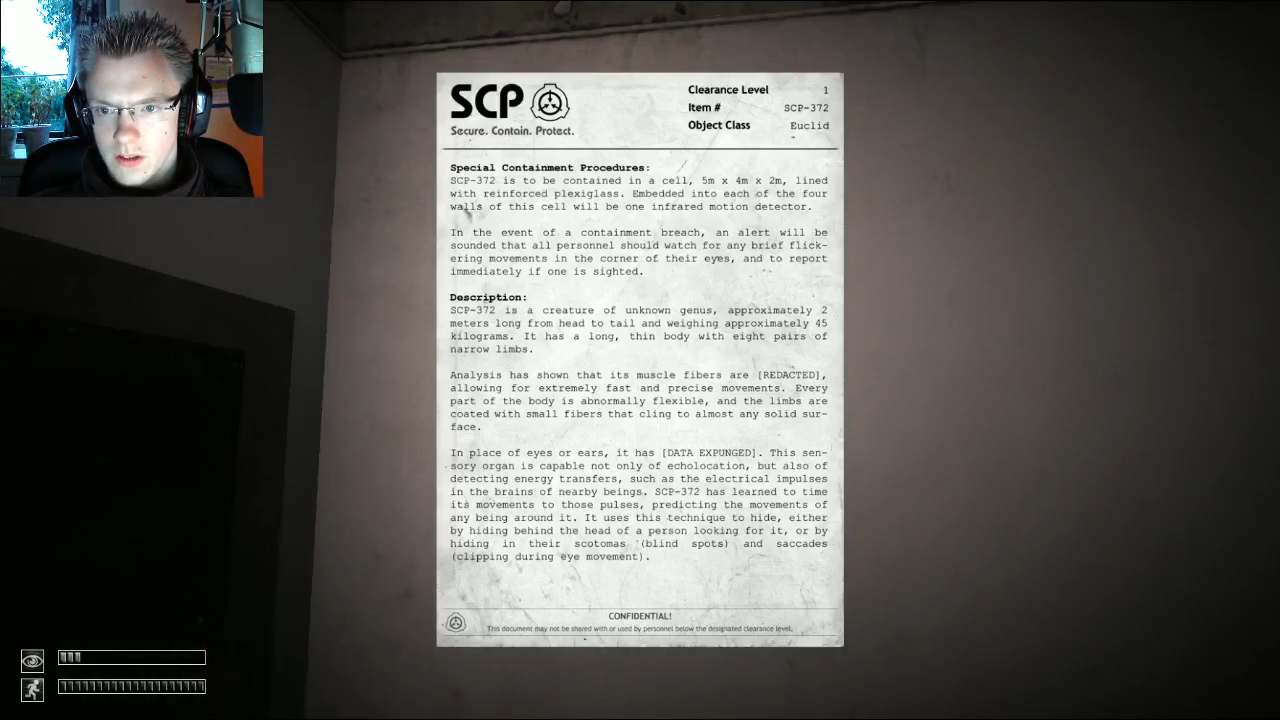 SCP
Secure. Contain. Protect.
Clearance Level 1
Item # SCP-372
Object Class Euclid
Special Containment Procedures:
SCP-372 is to be contained in a cell, 5m x 4m x 2m, lined
with reinforced plexiglass. Embedded into each of the four
walls of this cell will be one infrared motion detector.
In the event of a containment breach, an alert will be
sounded that all personnel should watch for any brief flick-
ering movements in the corner of their eyes, and to report
immediately if one is sighted.
Description:
SCP-372 is a creature of unknown genus, approximately 2
meters long from head to tail and weighing approximately 45
kilograms. It has a long, thin body with eight pairs of
narrow limbs.
Analysis has shown that its muscle fibers are [REDACTED],
allowing for extremely fast and precise movements. Every
part of the body is abnormally flexible, and the limbs are
coated with small fibers that cling to almost any solid sur-
face.
In place of eyes or ears, it has [DATA EXPUNGED]. This sen-
sory organ is capable not only of echolocation, but also of
detecting energy transfers, such as the electrical impulses
in the brains of nearby beings. SCP-372 has learned to time
its movements to those pulses, predicting the movements of
any being around it. It uses this technique to hide, either
by hiding behind the head of a person looking for it, or by
hiding in their scotomas (blind spots) and saccades
(clipping during eye movement).
CONFIDENTIAL!
This document may not be shared with or used by personnel below the designated clearance level.